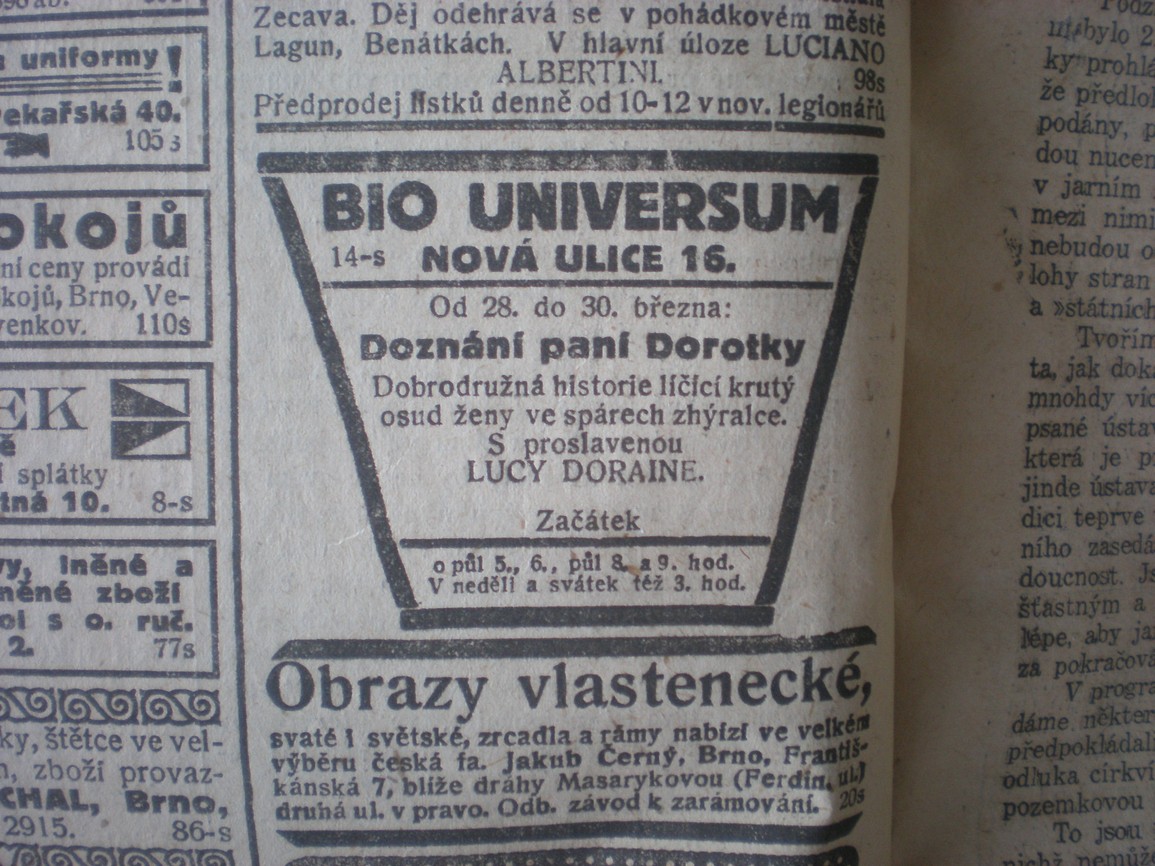 uniformy!
ekařská 40.
105 s
okojů
ní ceny provádí
kojů, Brno, Ve-
venkov. 110s
EK
splátky
tná 10. 8-s
vy, lněné a
něné zboží
s o. ruč.
2. 77s
ky, štětce ve vel-
zboží provaz-
CHAL, Brno,
2915. 86-s
Zecava. Děj odehrává se v pohádkovém městě
Lagun, Benátkách. V hlavní úloze LUCIANO
ALBERTINI. 98s
Předprodej lístků denně od 10-12 v nov. legionářů
BIO UNIVERSUM
14-s NOVÁ ULICE 16.
Od 28. do 30. března:
Doznání paní Dorotky
Dobrodružná historie líčící krutý
osud ženy ve spárech zhýralce.
S proslavenou
LUCY DORAINE.
Začátek
o půl 5., 6., půl 8. a 9. hod.
V neděli a svátek též 3. hod.
Obrazy vlastenecké,
svaté i světské, zrcadla a rámy nabízí ve velkém
výběru česká fa. Jakub Černý, Brno, Františ-
kánská 7, blíže dráhy Masarykovou (Ferdin. ul.)
druhá ul. v pravo. Odb. závod k zarámování. 20s
bylo 2
ky prohlá
že předlo
podány, p
dou nucen
v jarním
mezi nimi
nebudou o
lohy stran
a »státních
Tvořím
ta, jak doka
mnohdy víc
psané ústav
která je p
jinde ústava
dici teprve
ního zasedá
doucnost. Js
šťastným a
lépe, aby ja
za pokračova
V progra
dáme někter
předpokládali
odluka církví
pozemkovou
To jsou